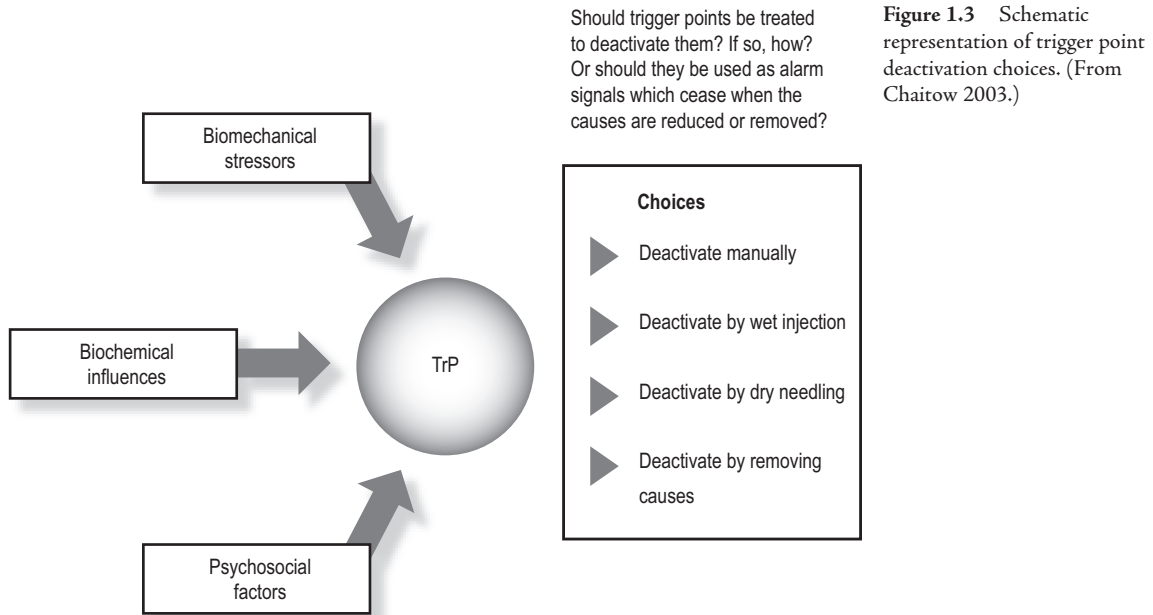 Should trigger points be treated
to deactivate them? If so, how?
Or should they be used as alarm
signals which cease when the
causes are reduced or removed?
Figure 1.3 Schematic
representation of trigger point
deactivation choices. (From
Chaitow 2003.)
Biomechanical
stressors
Biochemical
influences
Psychosocial
factors
TrP
Choices
Deactivate manually
Deactivate by wet injection
Deactivate by dry needling
Deactivate by removing
causes